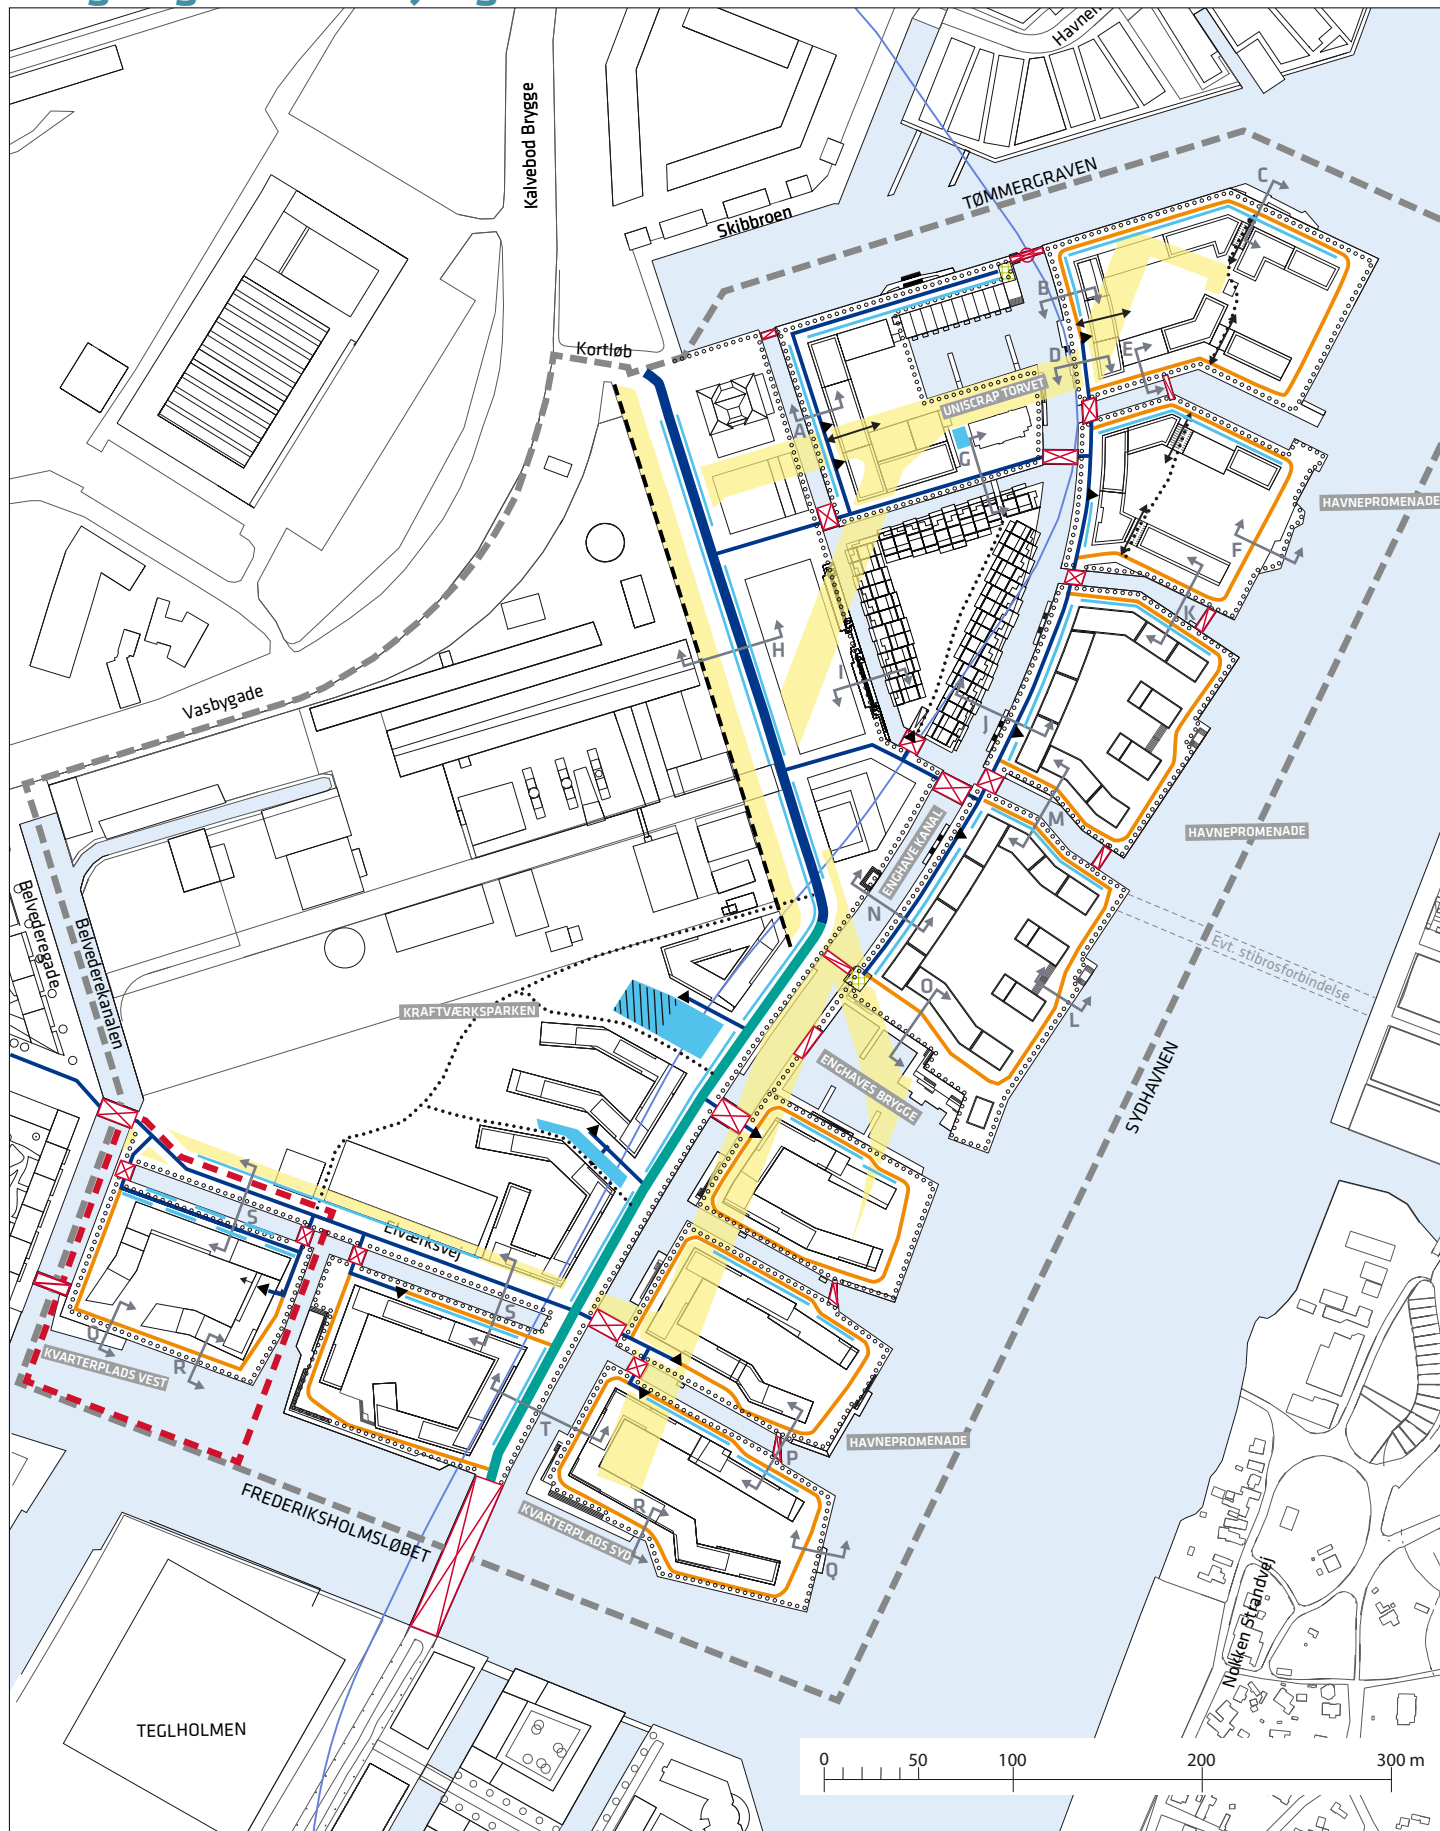 Havnen
Kalvebod Brygge
TØMMERGRAVEN
C
Skibbroen
B
Kortløb
D
E
UNISCRAP TORVET
A
G
HAVNEPROMENADE
F
K
H
I
Vasbygade
J
M
HAVNEPROMENADE
ENGHAVE KANAL
Belvederegade
Belvederekanalen
N
Evt. stibrosforbindelse
O
L
KRAFTVÆRKSPARKEN
ENGHAVES BRYGGE
SYDHAVNEN
S
Elværksvej
S
O
R
KVARTERPLADS VEST
T
P
HAVNEPROMENADE
FREDERIKSHOLMSLØBET
R
KVARTERPLADS SYD
Q
Nokken Strandvej
TEGLHOLMEN
0 50 100 200 300 m